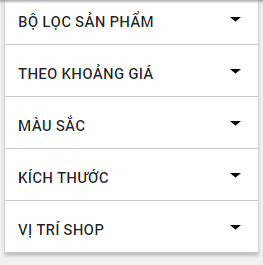 BỘ LỌC SẢN PHẨM
THEO KHOẢNG GIÁ
MÀU SẮC
KÍCH THƯỚC
VỊ TRÍ SHOP